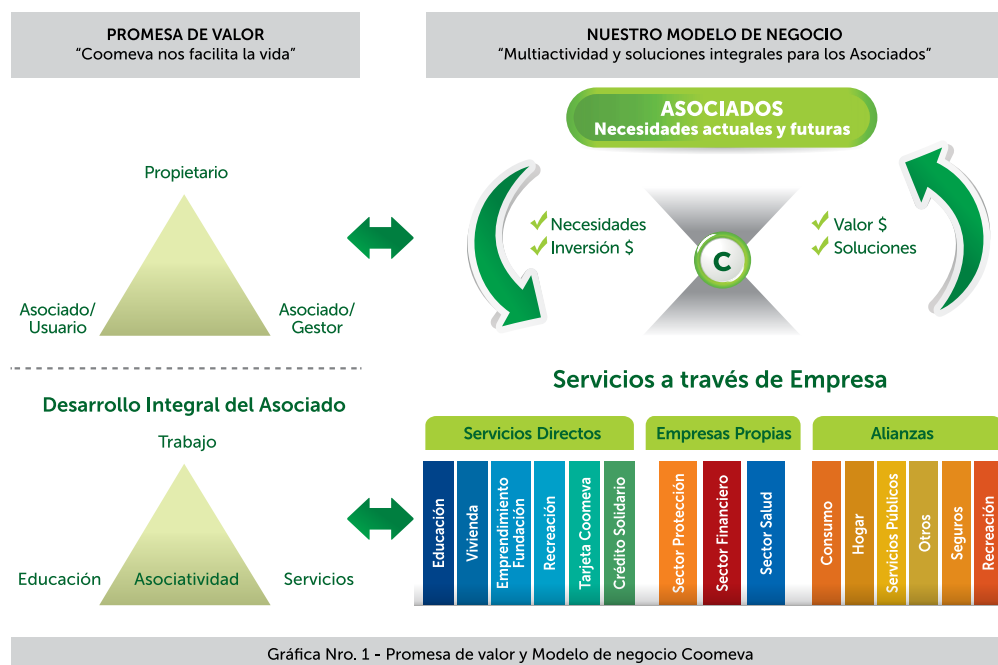 PROMESA DE VALOR
“Coomeva nos facilita la vida”
NUESTRO MODELO DE NEGOCIO
“Multiactividad y soluciones integrales para los Asociados”
ASOCIADOS
Necesidades actuales y futuras
Propietario
Asociado/
Usuario
Asociado/
Gestor
Necesidades
Inversión $
C
Valor $
Soluciones
Desarrollo Integral del Asociado
Trabajo
Educación
Asociatividad
Servicios
Servicios a través de Empresa
Servicios Directos
Educación
Vivienda
Emprendimiento
Fundación
Recreación
Tarjeta Coomeva
Crédito Solidario
Empresas Propias
Sector Protección
Sector Financiero
Sector Salud
Alianzas
Consumo
Hogar
Servicios Públicos
Otros
Seguros
Recreación
Gráfica Nro. 1 - Promesa de valor y Modelo de negocio Coomeva